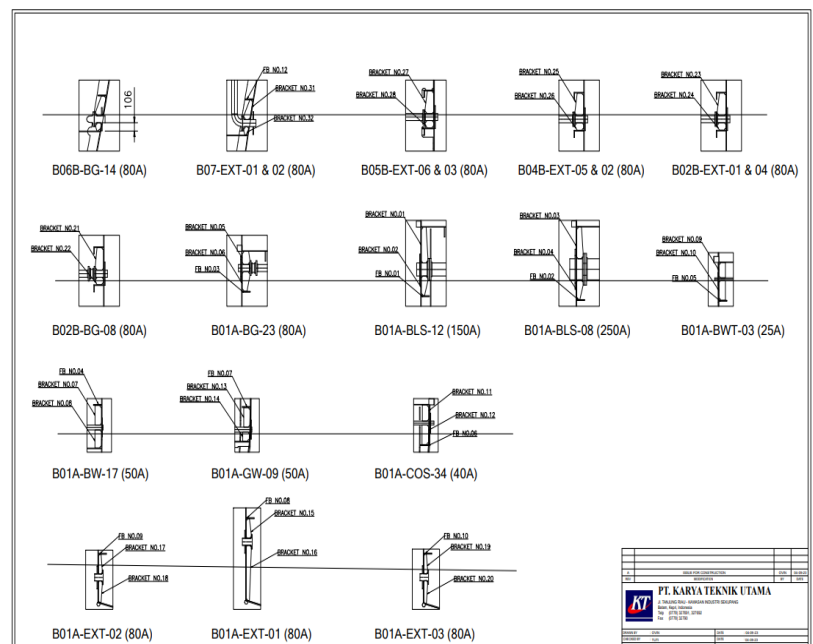 106
B06B-BG-14 (80A)
FB NO.12
BRACKET NO.31
BRACKET NO.32
B07-EXT-01 & 02 (80A)
BRACKET NO.27
BRACKET NO.28
B05B-EXT-06 & 03 (80A)
BRACKET NO.25
BRACKET NO.26
B04B-EXT-05 & 02 (80A)
BRACKET NO.23
BRACKET NO.24
B02B-EXT-01 & 04 (80A)
BRACKET NO.21
BRACKET NO.22
B02B-BG-08 (80A)
BRACKET NO.05
BRACKET NO.06
FB NO.03
B01A-BG-23 (80A)
BRACKET NO.01
BRACKET NO.02
FB NO.01
B01A-BLS-12 (150A)
BRACKET NO.03
BRACKET NO.04
FB NO.02
B01A-BLS-08 (250A)
BRACKET NO.09
BRACKET NO.10
FB NO.05
B01A-BWT-03 (25A)
FB NO.04
BRACKET NO.07
BRACKET NO.08
B01A-BW-17 (50A)
FB NO.07
BRACKET NO.13
BRACKET NO.14
B01A-GW-09 (50A)
BRACKET NO.11
BRACKET NO.12
FB NO.06
B01A-COS-34 (40A)
FB NO.09
BRACKET NO.17
BRACKET NO.18
B01A-EXT-02 (80A)
FB NO.08
BRACKET NO.15
BRACKET NO.16
B01A-EXT-01 (80A)
FB NO.10
BRACKET NO.19
BRACKET NO.20
B01A-EXT-03 (80A)
ISSUE FOR CONSTRUCTION
KT
PT. KARYA TEKNIK UTAMA